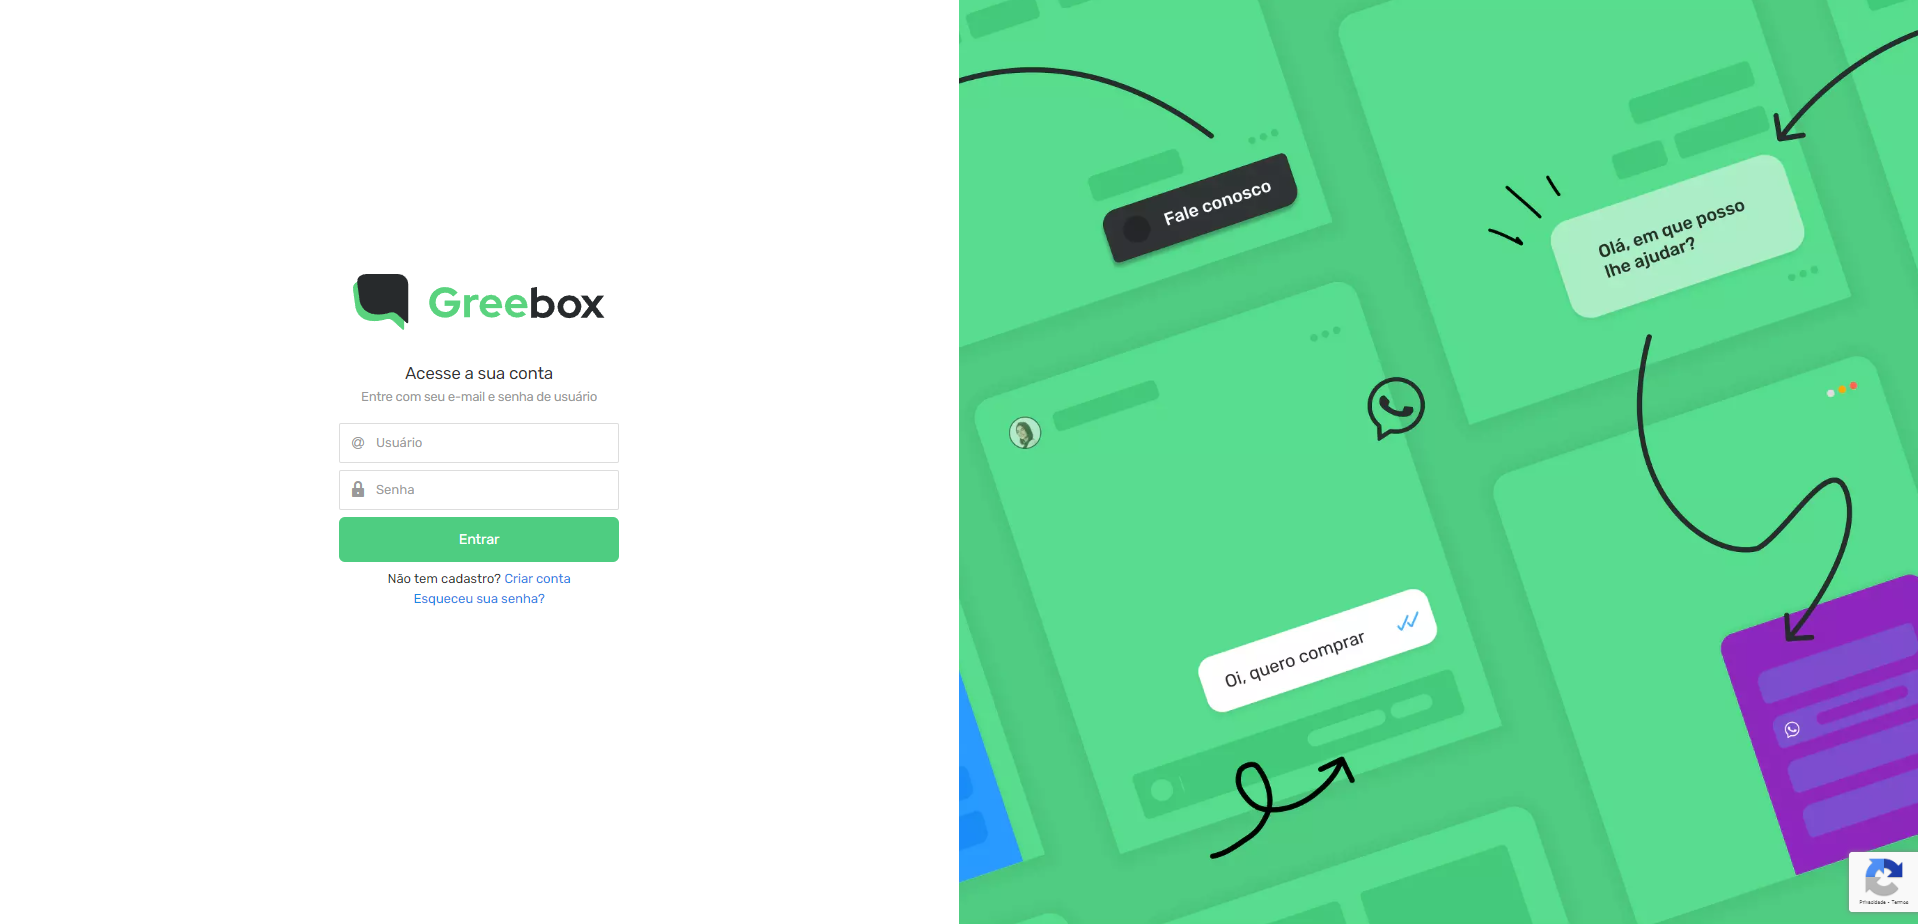 Greebox
Acesse a sua conta
Entre com seu e-mail e senha de usuário
@ Usuário
Senha
Entrar
Não tem cadastro? Criar conta
Esqueceu sua senha?
Fale conosco
Olá, em que posso
lhe ajudar?
Oi, quero comprar
Privacidade - Termos